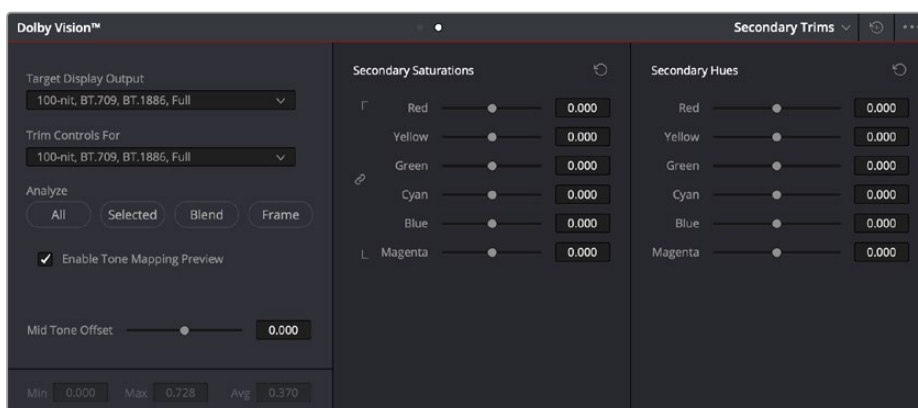 Dolby Vision™
Secondary Trims
Target Display Output
100-nit, BT.709, BT.1886, Full
Trim Controls For
100-nit, BT.709, BT.1886, Full
Analyze
All Selected Blend Frame
Enable Tone Mapping Preview
Mid Tone Offset 0.000
Min 0.000 Max 0.728 Avg 0.370
Secondary Saturations
Red 0.000
Yellow 0.000
Green 0.000
Cyan 0.000
Blue 0.000
Magenta 0.000
Secondary Hues
Red 0.000
Yellow 0.000
Green 0.000
Cyan 0.000
Blue 0.000
Magenta 0.000